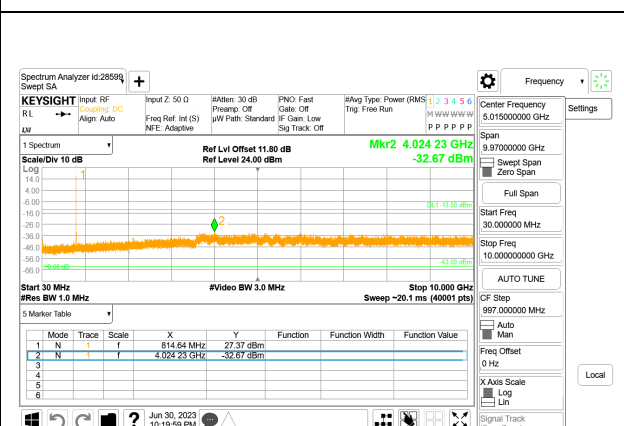 Spectrum Analyzer id:28599
Swept SA
+
Frequency
KEYSIGHT Input: RF Input Z: 50 Ω #Atten: 30 dB PNO: Fast #Avg Type: Power (RMS 1 2 3 4 5 6
RL Coupling: DC Preamp: Off Gate: Off Trig: Free Run M W W W W W
Align: Auto Freq Ref: Int (S) µW Path: Standard IF Gain: Low
NFE: Adaptive Sig Track: Off P P P P P P
1 Spectrum
Ref Lvl Offset 11.80 dB
Mkr2 4.024 23 GHz
Scale/Div 10 dB Ref Level 24.00 dBm -32.67 dBm
Log
14.0
1
4.00
-6.00
DL1 -13.00 dBm
-16.0
2
-26.0
-36.0
-46.0
-56.0
-66.0
Start 30 MHz #Video BW 3.0 MHz Stop 10.000 GHz
#Res BW 1.0 MHz Sweep ~20.1 ms (40001 pts)
5 Marker Table
Mode Trace Scale X Y Function Function Width Function Value
1 N 1 f 814.64 MHz 27.37 dBm
2 N 1 f 4.024 23 GHz -32.67 dBm
3
4
5
6
?
Jun 30, 2023
10:19:59 PM
Center Frequency
5.015000000 GHz
Settings
Span
9.97000000 GHz
Swept Span
Zero Span
Full Span
Start Freq
30.000000 MHz
Stop Freq
10.000000000 GHz
AUTO TUNE
CF Step
997.000000 MHz
Auto
Man
Freq Offset
0 Hz
X Axis Scale
Log
Lin
Signal Track
Local